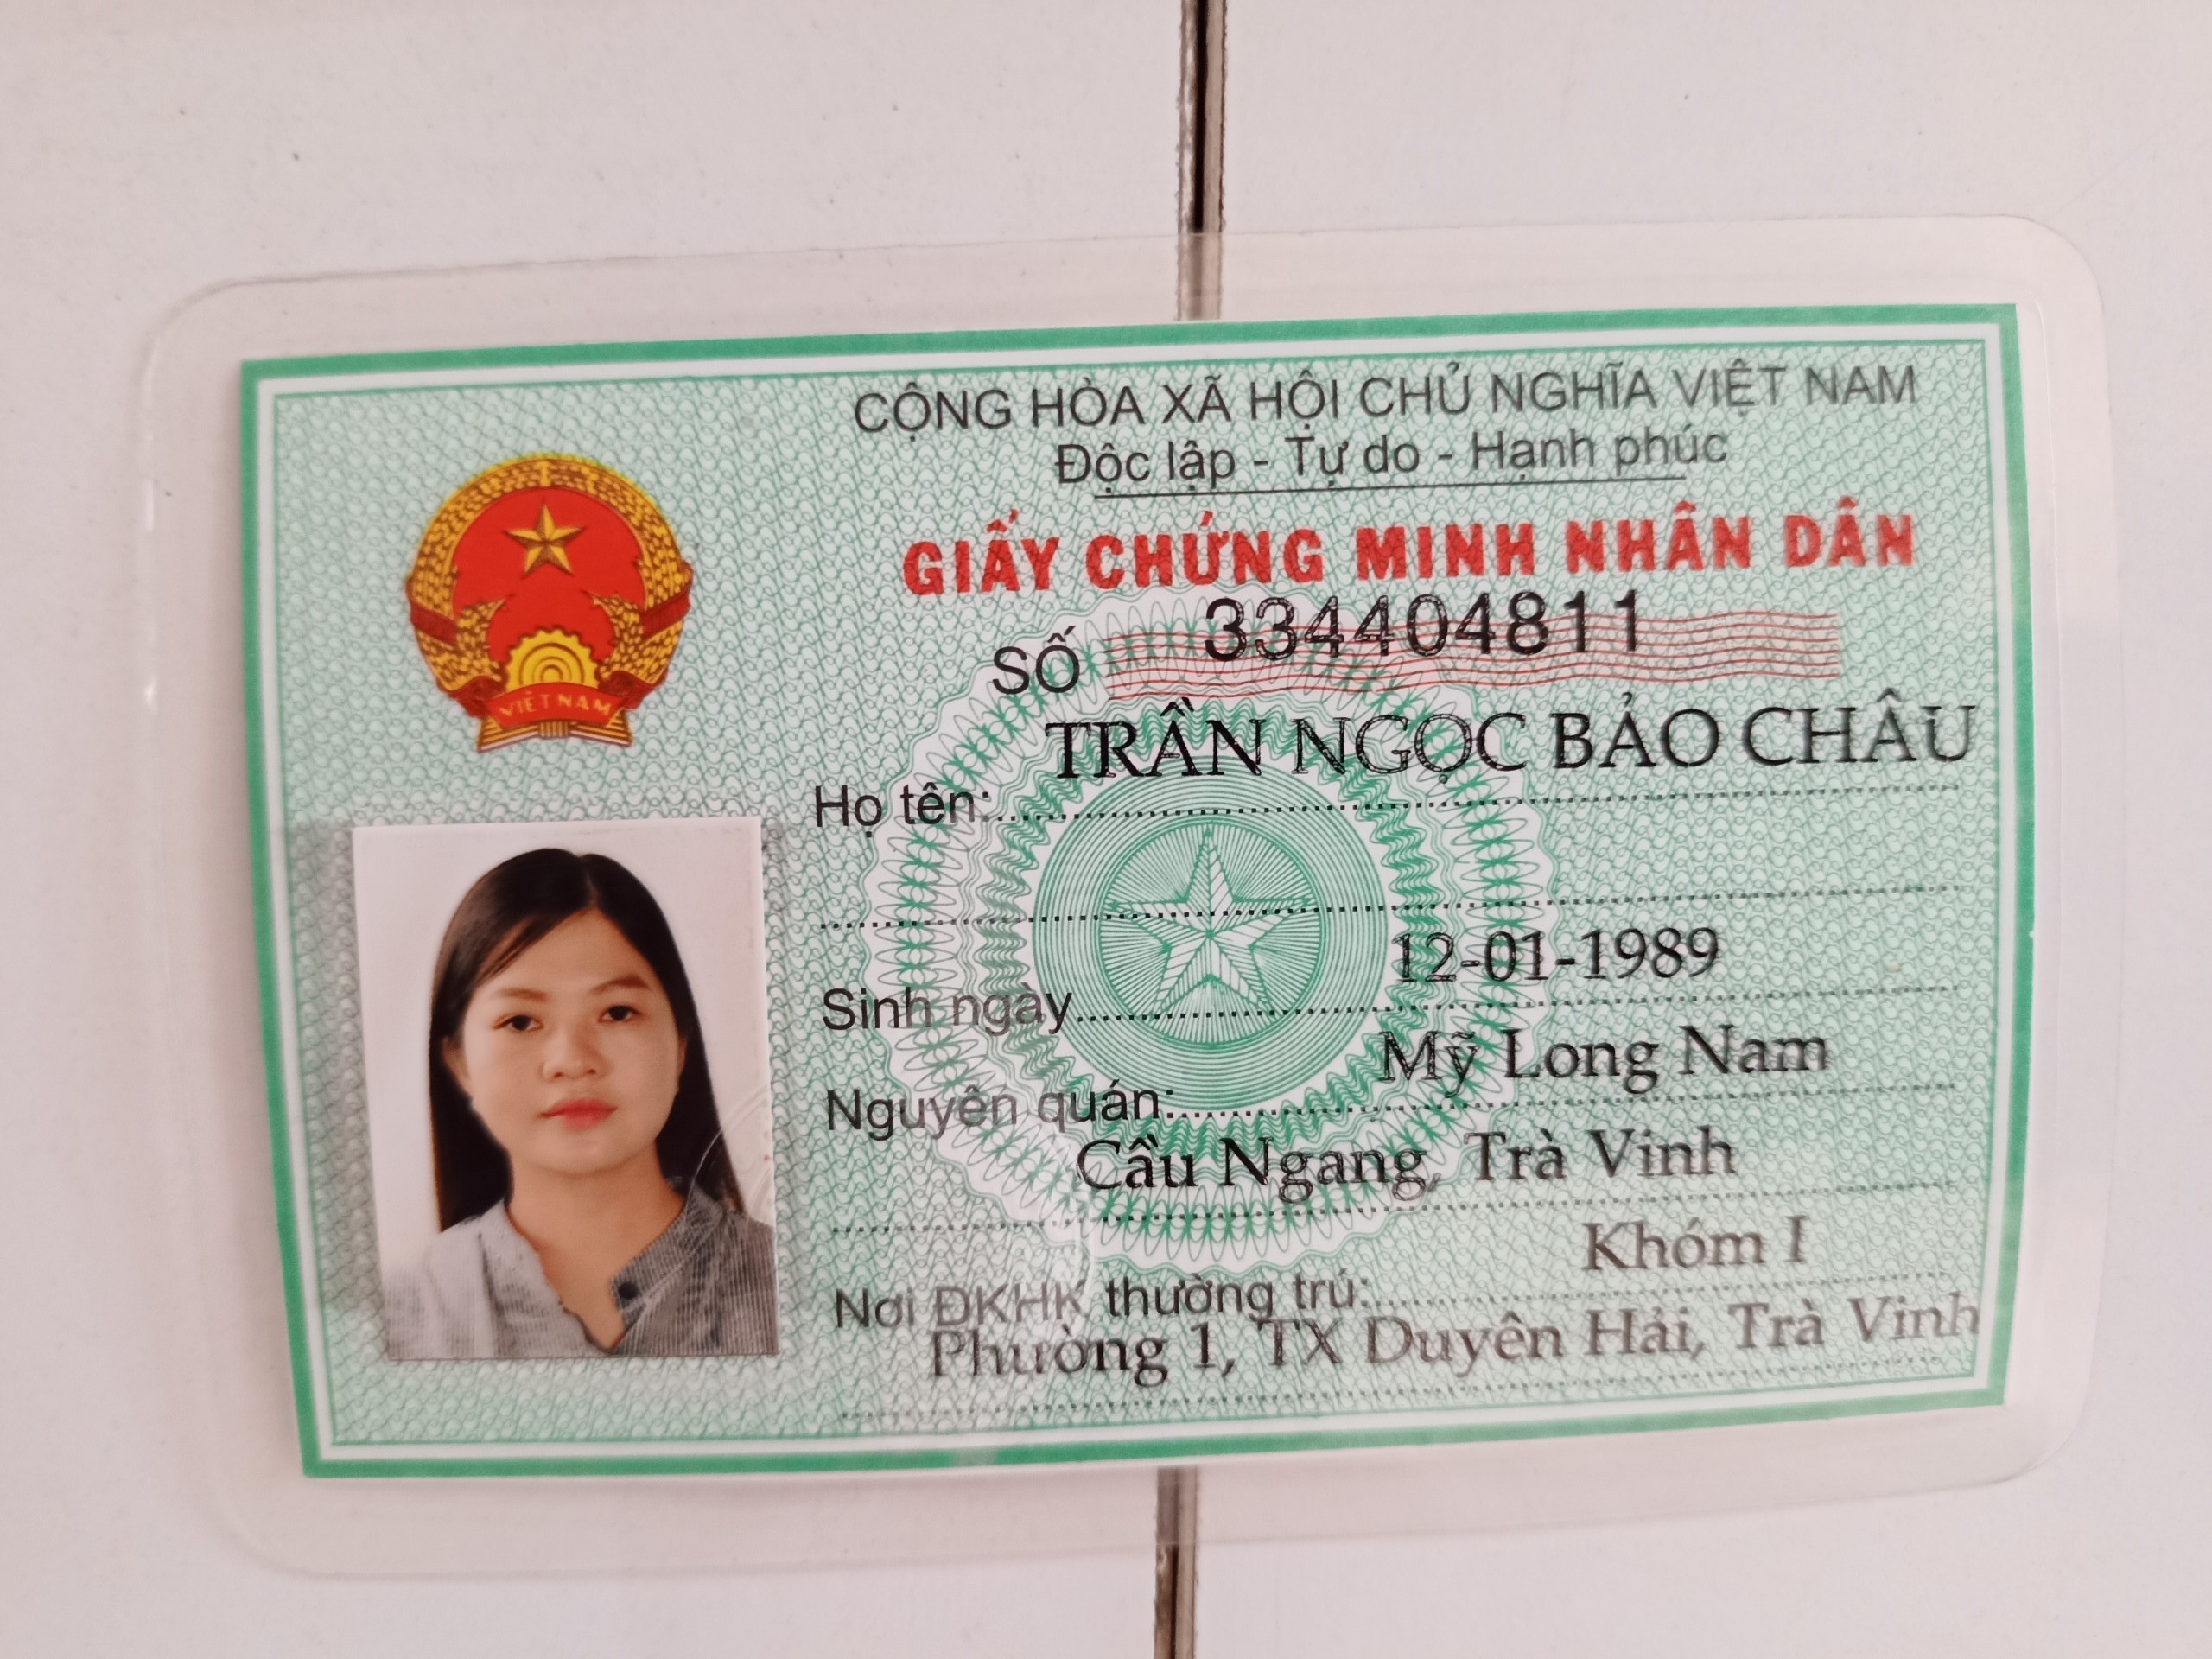 CỘNG HÒA XÃ HỘI CHỦ NGHĨA VIỆT NAM
Độc lập - Tự do - Hạnh phúc
GIẤY CHỨNG MINH NHÂN DÂN
SỐ 334404811
VIỆT NAM
Họ tên: TRẦN NGỌC BẢO CHÂU
Sinh ngày 12-01-1989
Nguyên quán: Mỹ Long Nam
Cầu Ngang, Trà Vinh
Nơi ĐKHK thường trú: Khóm I
Phường 1, TX Duyên Hải, Trà Vinh